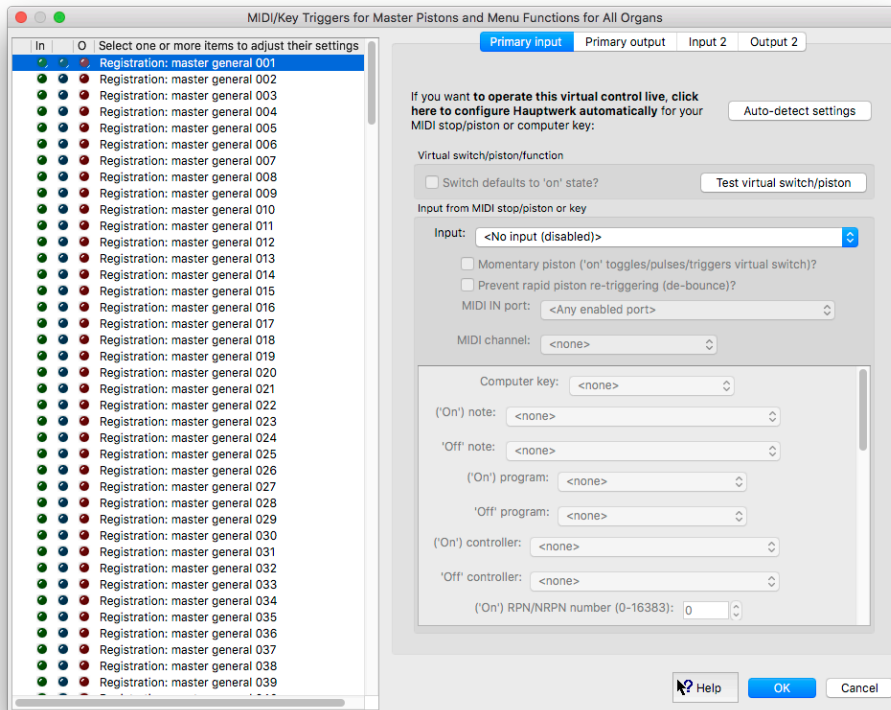 MIDI/Key Triggers for Master Pistons and Menu Functions for All Organs
In O Select one or more items to adjust their settings
Registration: master general 001
Registration: master general 002
Registration: master general 003
Registration: master general 004
Registration: master general 005
Registration: master general 006
Registration: master general 007
Registration: master general 008
Registration: master general 009
Registration: master general 010
Registration: master general 011
Registration: master general 012
Registration: master general 013
Registration: master general 014
Registration: master general 015
Registration: master general 016
Registration: master general 017
Registration: master general 018
Registration: master general 019
Registration: master general 020
Registration: master general 021
Registration: master general 022
Registration: master general 023
Registration: master general 024
Registration: master general 025
Registration: master general 026
Registration: master general 027
Registration: master general 028
Registration: master general 029
Registration: master general 030
Registration: master general 031
Registration: master general 032
Registration: master general 033
Registration: master general 034
Registration: master general 035
Registration: master general 036
Registration: master general 037
Registration: master general 038
Registration: master general 039
Primary input Primary output Input 2 Output 2
If you want to operate this virtual control live, click
here to configure Hauptwerk automatically for your
MIDI stop/piston or computer key:
Auto-detect settings
Virtual switch/piston/function
Switch defaults to 'on' state?
Test virtual switch/piston
Input from MIDI stop/piston or key
Input: <No input (disabled)>
Momentary piston ('on' toggles/pulses/triggers virtual switch)?
Prevent rapid piston re-triggering (de-bounce)?
MIDI IN port: <Any enabled port>
MIDI channel: <none>
Computer key: <none>
('On') note: <none>
'Off' note: <none>
('On') program: <none>
'Off' program: <none>
('On') controller: <none>
'Off' controller: <none>
('On') RPN/NRPN number (0-16383): 0
? Help OK Cancel